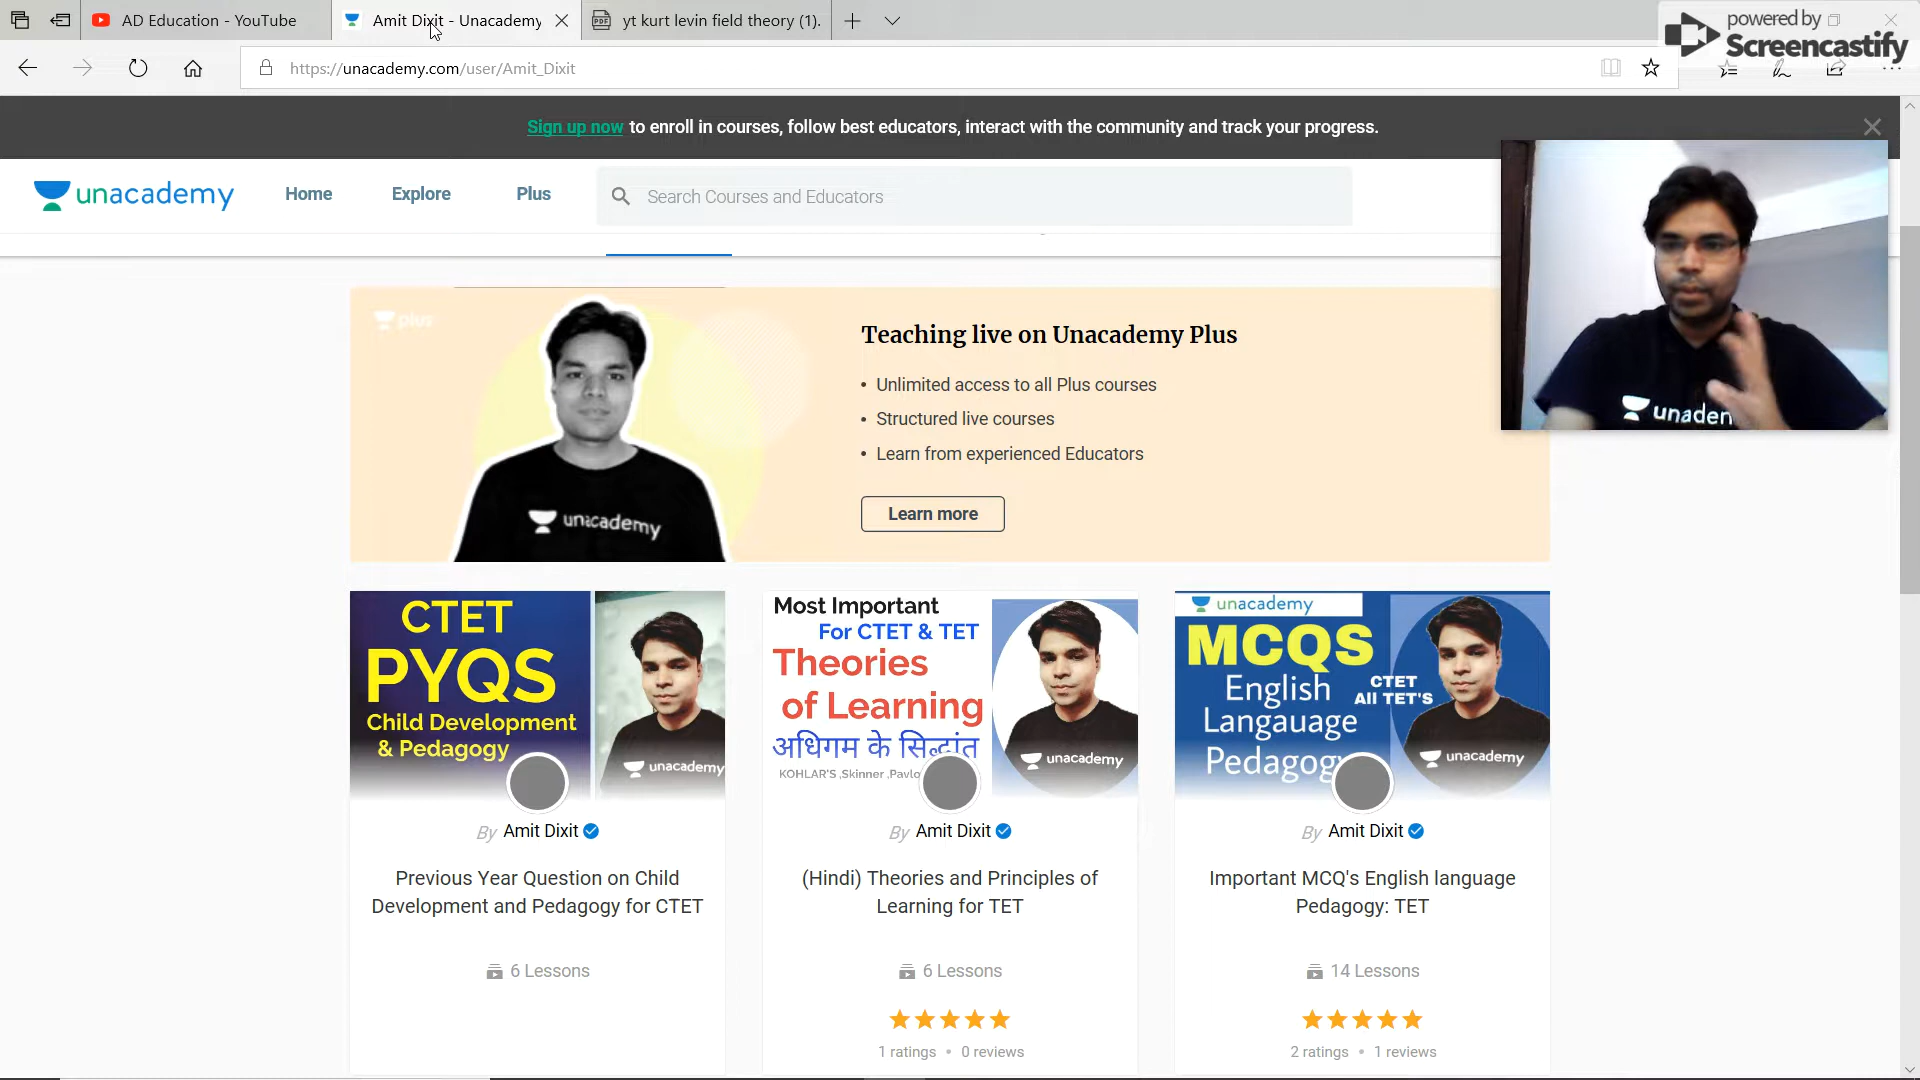 AD Education - YouTube
Amit Dixit - Unacademy
yt kurt levin field theory (1).
powered by
Screencastify
https://unacademy.com/user/Amit_Dixit
Sign up now to enroll in courses, follow best educators, interact with the community and track your progress.
unacademy
Home
Explore
Plus
Search Courses and Educators
plus
Teaching live on Unacademy Plus
• Unlimited access to all Plus courses
• Structured live courses
• Learn from experienced Educators
Learn more
unacademy
unadem
CTET
PYQS
Child Development
& Pedagogy
unacademy
By Amit Dixit
Previous Year Question on Child
Development and Pedagogy for CTET
6 Lessons
Most Important
For CTET & TET
Theories
of Learning
अधिगम के सिद्धांत
KOHLAR'S ,Skinner ,Pavlo
unacademy
By Amit Dixit
(Hindi) Theories and Principles of
Learning for TET
6 Lessons
1 ratings • 0 reviews
unacademy
MCQS
English
Langauage
Pedagogy
CTET
All TET'S
unacademy
By Amit Dixit
Important MCQ's English language
Pedagogy: TET
14 Lessons
2 ratings • 1 reviews